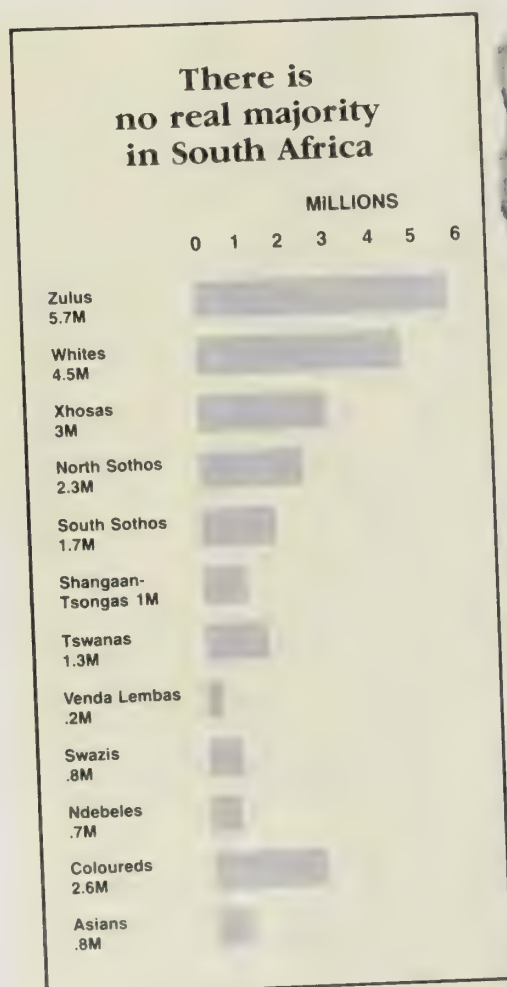 There is
no real majority
in South Africa
MILLIONS
0 1 2 3 4 5 6
Zulus
5.7M
Whites
4.5M
Xhosas
3M
North Sothos
2.3M
South Sothos
1.7M
Shangaan-
Tsongas 1M
Tswanas
1.3M
Venda Lembas
.2M
Swazis
.8M
Ndebeles
.7M
Coloureds
2.6M
Asians
.8M